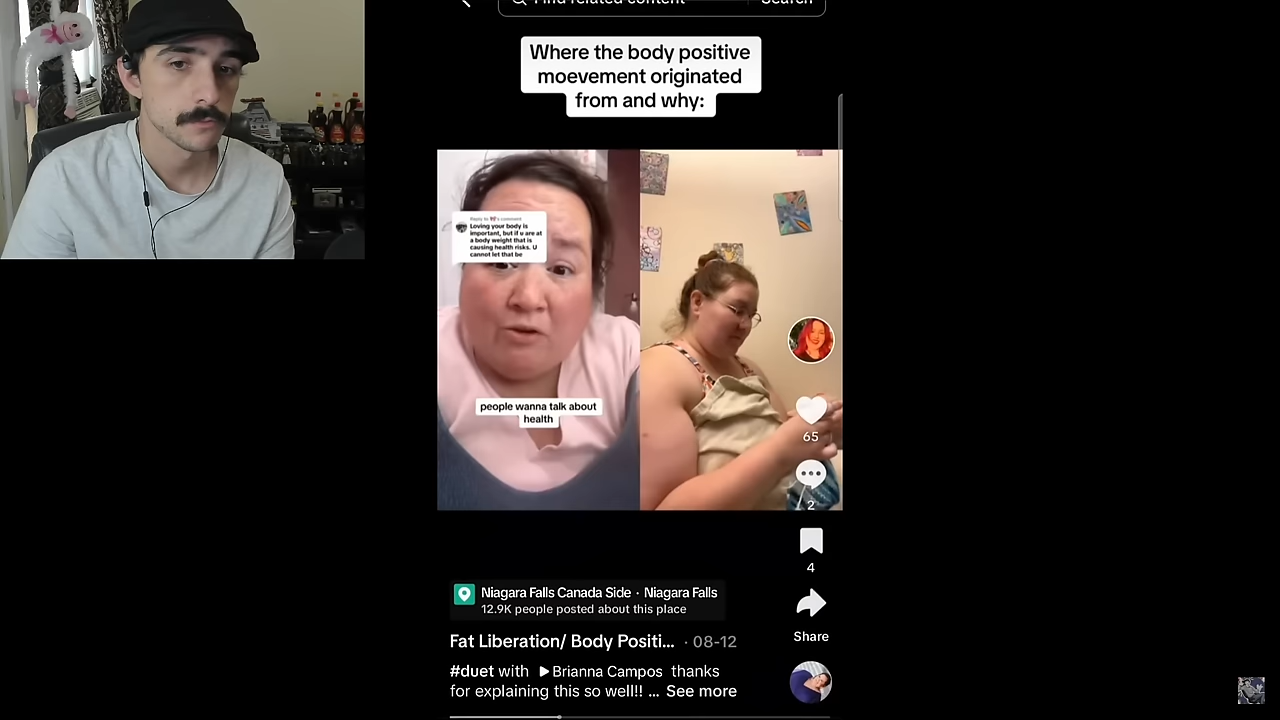 Find related content
Search
Where the body positive
moevement originated
from and why:
Loving your body is
important, but if u are at
a body weight that is
causing health risks. U
cannot let that be
people wanna talk about
health
65
2
4
Niagara Falls Canada Side · Niagara Falls
12.9K people posted about this place
Share
Fat Liberation/ Body Positi... · 08-12
#duet with ▶Brianna Campos thanks
for explaining this so well!! ... See more